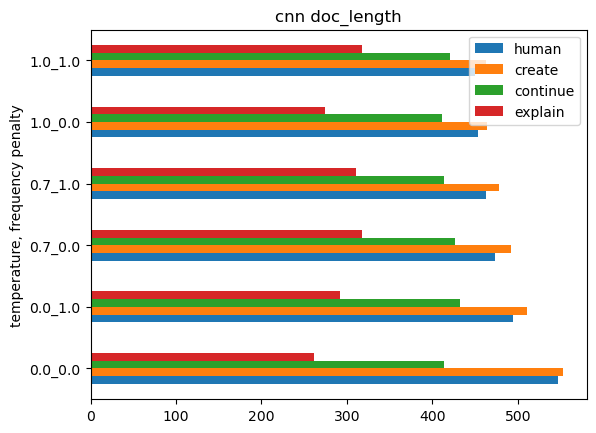 cnn doc_length
human
create
continue
explain
temperature, frequency penalty
1.0_1.0
1.0_0.0
0.7_1.0
0.7_0.0
0.0_1.0
0.0_0.0
0 100 200 300 400 500